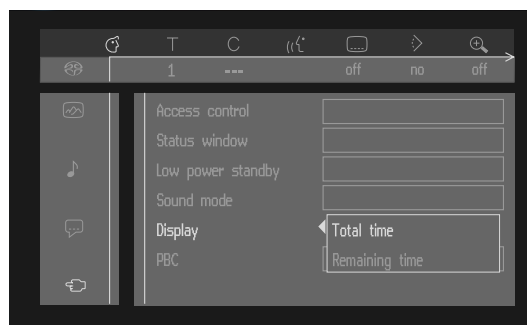 T C
1 --- off no off
Access control
Status window
Low power standby
Sound mode
Display
Total time
PBC
Remaining time